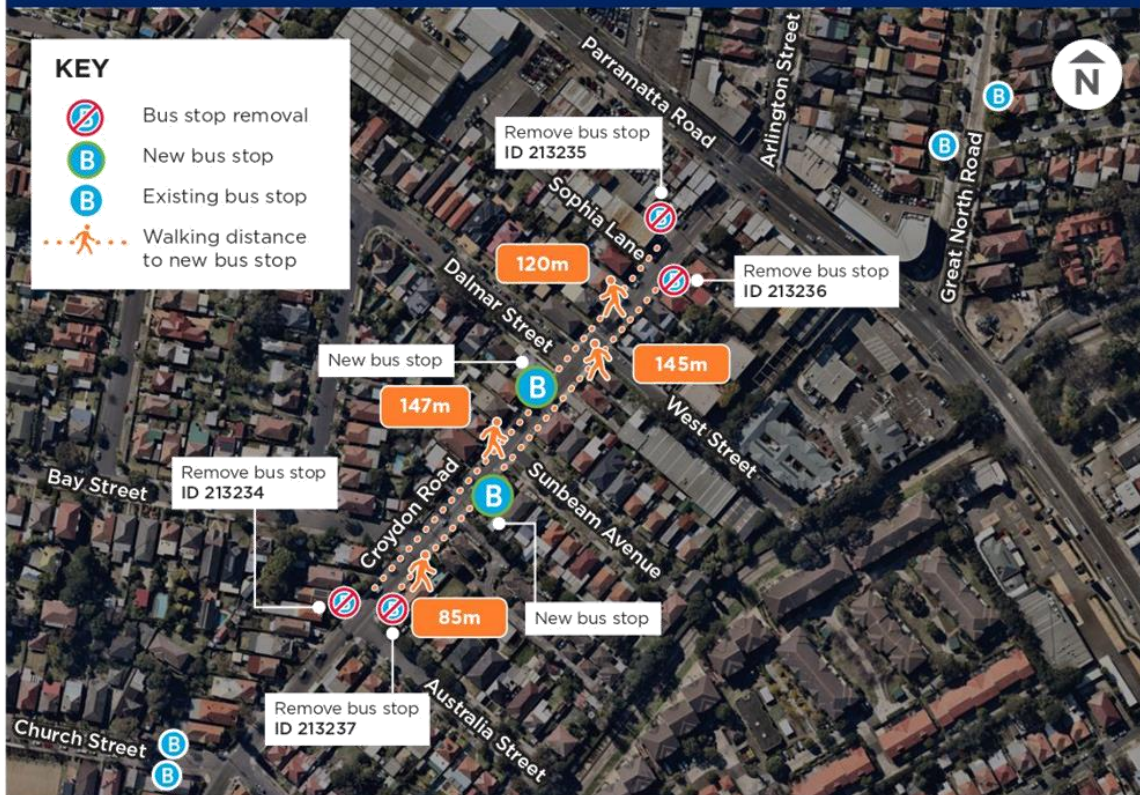 KEY
Bus stop removal
B
New bus stop
B
Existing bus stop
Walking distance
to new bus stop
Parramatta Road
Arlington Street
N
B
B
Great North Road
Remove bus stop
ID 213235
Sophia Lane
120m
Remove bus stop
ID 213236
Dalmar Street
New bus stop
B
145m
147m
West Street
Bay Street
Remove bus stop
ID 213234
Croydon Road
B
Sunbeam Avenue
85m
New bus stop
Remove bus stop
ID 213237
Australia Street
Church Street
B
B